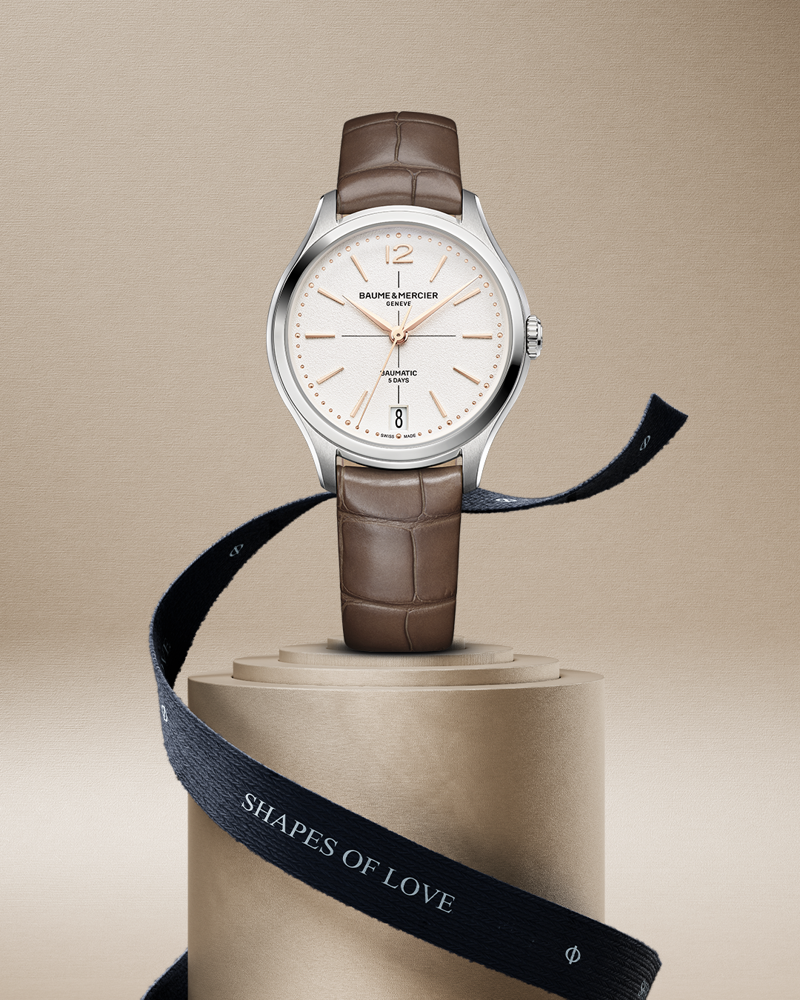 12
BAUME & MERCIER
GENEVE
BAUMATIC
5 DAYS
8
SWISS MADE
SHAPES OF LOVE
Φ